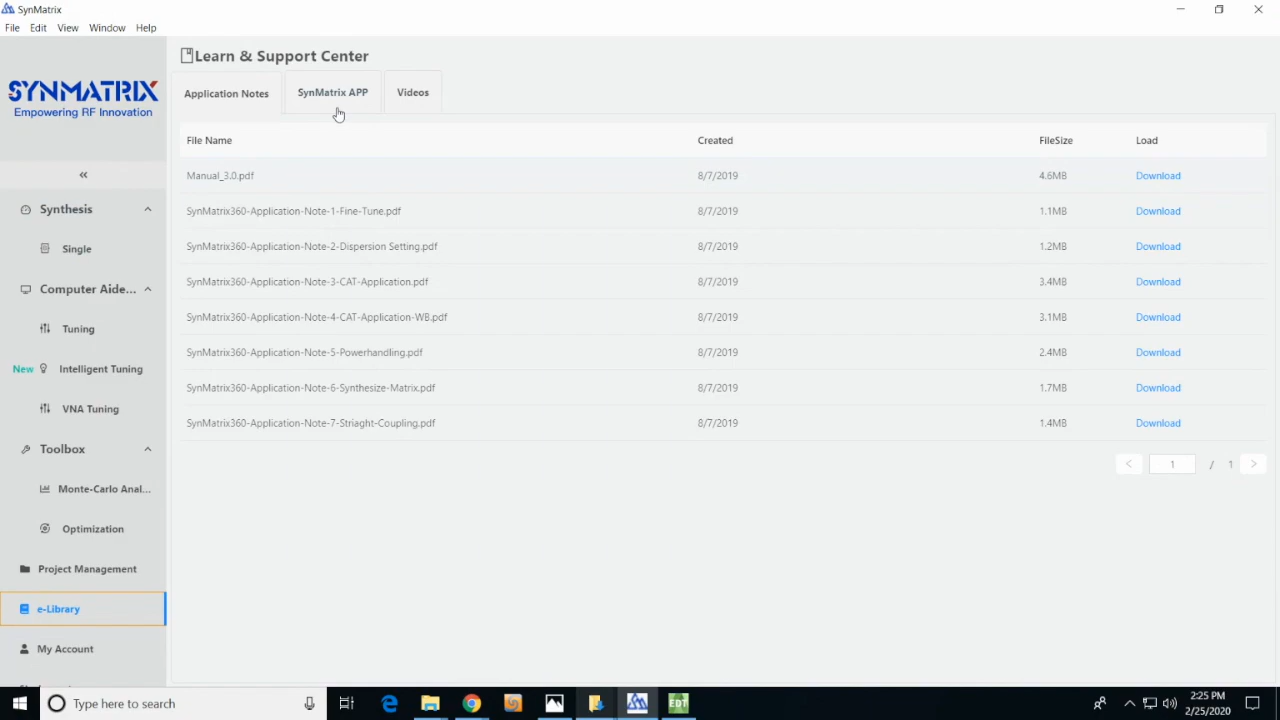 SynMatrix
File Edit View Window Help
SYNMATRIX
Empowering RF Innovation
«
Synthesis
Single
Computer Aide...
Tuning
New Intelligent Tuning
VNA Tuning
Toolbox
Monte-Carlo Anal...
Optimization
Project Management
e-Library
My Account
Learn & Support Center
Application Notes SynMatrix APP Videos
File Name Created FileSize Load
Manual_3.0.pdf 8/7/2019 4.6MB Download
SynMatrix360-Application-Note-1-Fine-Tune.pdf 8/7/2019 1.1MB Download
SynMatrix360-Application-Note-2-Dispersion Setting.pdf 8/7/2019 1.2MB Download
SynMatrix360-Application-Note-3-CAT-Application.pdf 8/7/2019 3.4MB Download
SynMatrix360-Application-Note-4-CAT-Application-WB.pdf 8/7/2019 3.1MB Download
SynMatrix360-Application-Note-5-Powerhandling.pdf 8/7/2019 2.4MB Download
SynMatrix360-Application-Note-6-Synthesize-Matrix.pdf 8/7/2019 1.7MB Download
SynMatrix360-Application-Note-7-Striaght-Coupling.pdf 8/7/2019 1.4MB Download
< 1 / 1 >
Type here to search
EDT
2:25 PM
2/25/2020